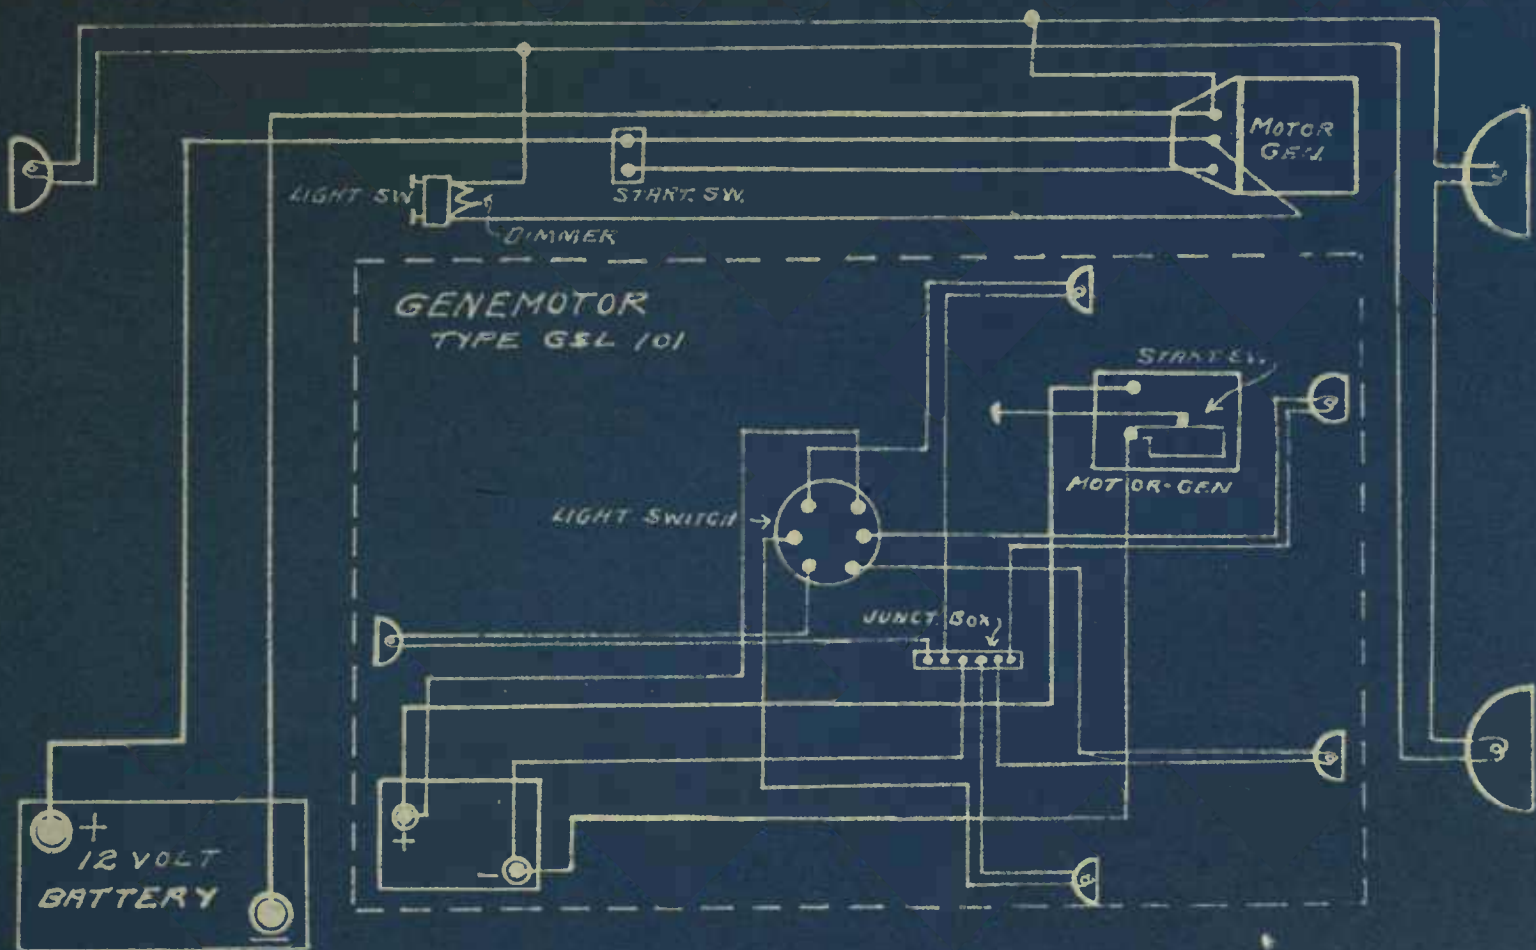 MOTOR
GEN.
LIGHT SW
START. SW.
DIMMER
GENEMOTOR
TYPE G&L 101
START SW.
MOTOR-GEN
LIGHT SWITCH
JUNCT. BOX
+
12 VOLT
BATTERY
−
+
−